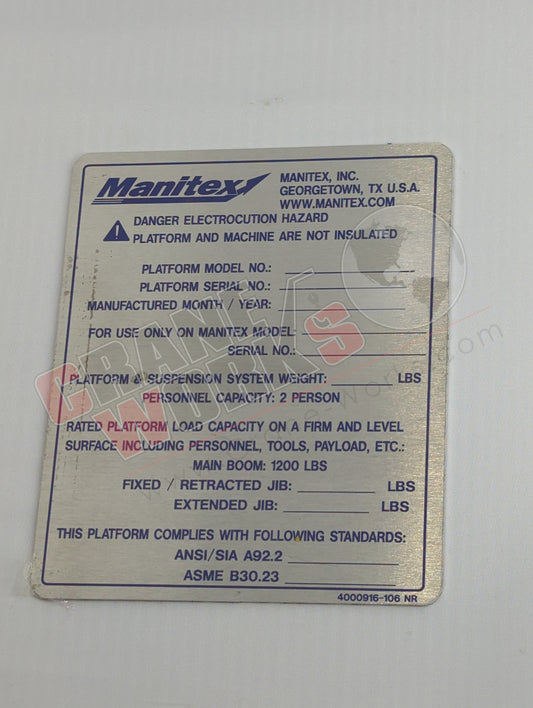 Manitex
MANITEX, INC.
GEORGETOWN, TX U.S.A.
WWW.MANITEX.COM
DANGER ELECTROCUTION HAZARD
PLATFORM AND MACHINE ARE NOT INSULATED
PLATFORM MODEL NO.:
PLATFORM SERIAL NO.:
MANUFACTURED MONTH / YEAR:
FOR USE ONLY ON MANITEX MODEL:
SERIAL NO.:
PLATFORM & SUSPENSION SYSTEM WEIGHT: LBS
PERSONNEL CAPACITY: 2 PERSON
RATED PLATFORM LOAD CAPACITY ON A FIRM AND LEVEL
SURFACE INCLUDING PERSONNEL, TOOLS, PAYLOAD, ETC.:
MAIN BOOM: 1200 LBS
FIXED / RETRACTED JIB: LBS
EXTENDED JIB: LBS
THIS PLATFORM COMPLIES WITH FOLLOWING STANDARDS:
ANSI/SIA A92.2
ASME B30.23
4000916-106 NR
CRANE
WORKS